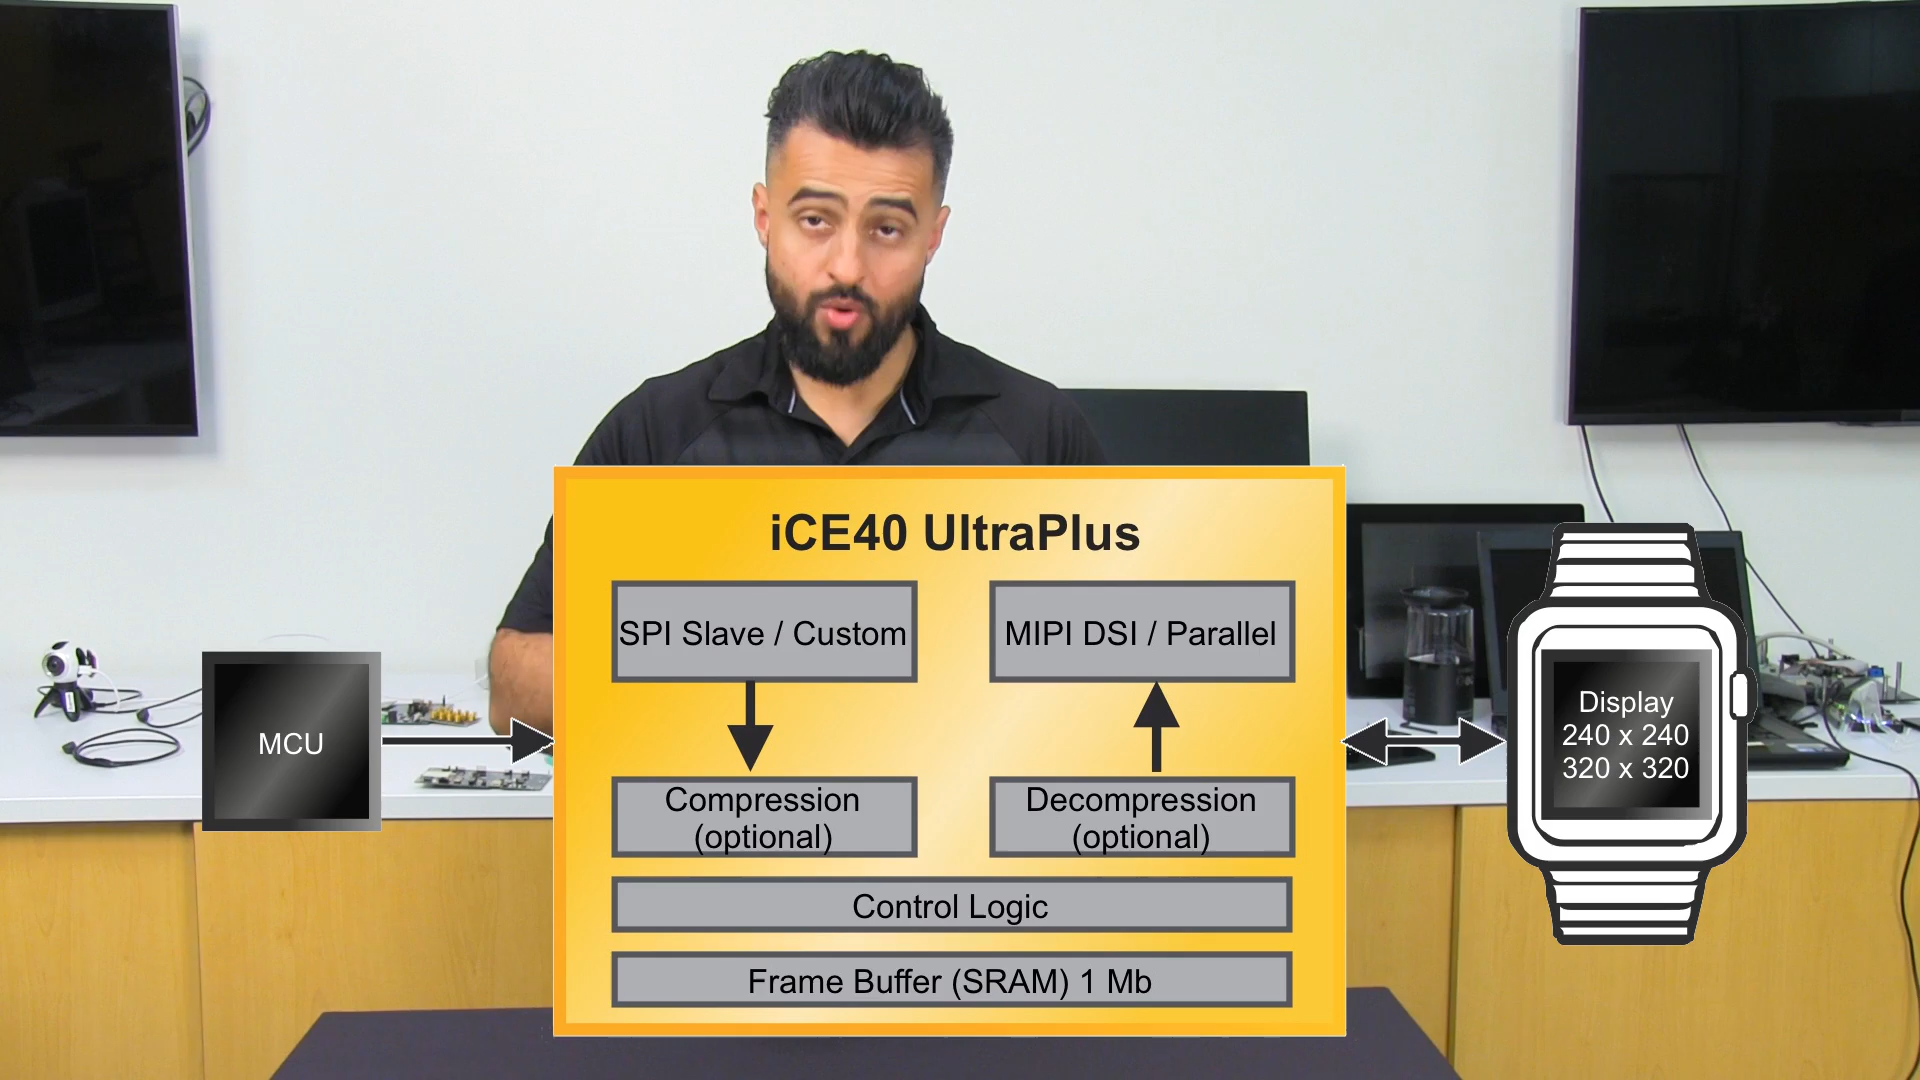 iCE40 UltraPlus
SPI Slave / Custom
MIPI DSI / Parallel
MCU
Display
240 x 240
320 x 320
Compression
(optional)
Decompression
(optional)
Control Logic
Frame Buffer (SRAM) 1 Mb